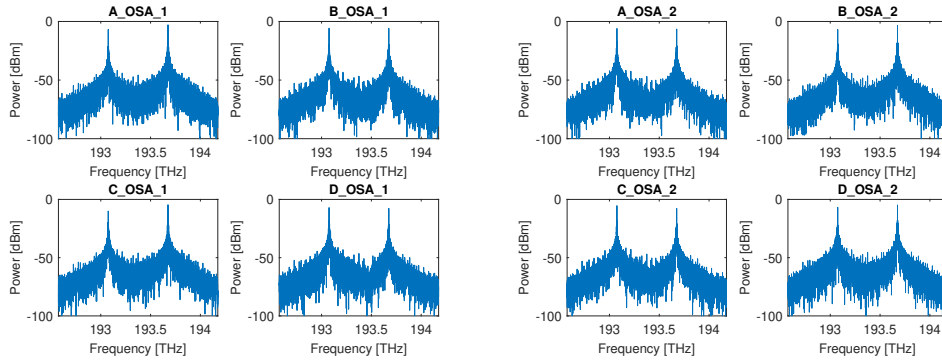 A_OSA_1
B_OSA_1
A_OSA_2
B_OSA_2
Power [dBm]
0
-50
-100
193
193.5
194
Frequency [THz]
Power [dBm]
0
-50
-100
193
193.5
194
Frequency [THz]
Power [dBm]
0
-50
-100
193
193.5
194
Frequency [THz]
Power [dBm]
0
-50
-100
193
193.5
194
Frequency [THz]
C_OSA_1
D_OSA_1
C_OSA_2
D_OSA_2
Power [dBm]
0
-50
-100
193
193.5
194
Frequency [THz]
Power [dBm]
0
-50
-100
193
193.5
194
Frequency [THz]
Power [dBm]
0
-50
-100
193
193.5
194
Frequency [THz]
Power [dBm]
0
-50
-100
193
193.5
194
Frequency [THz]